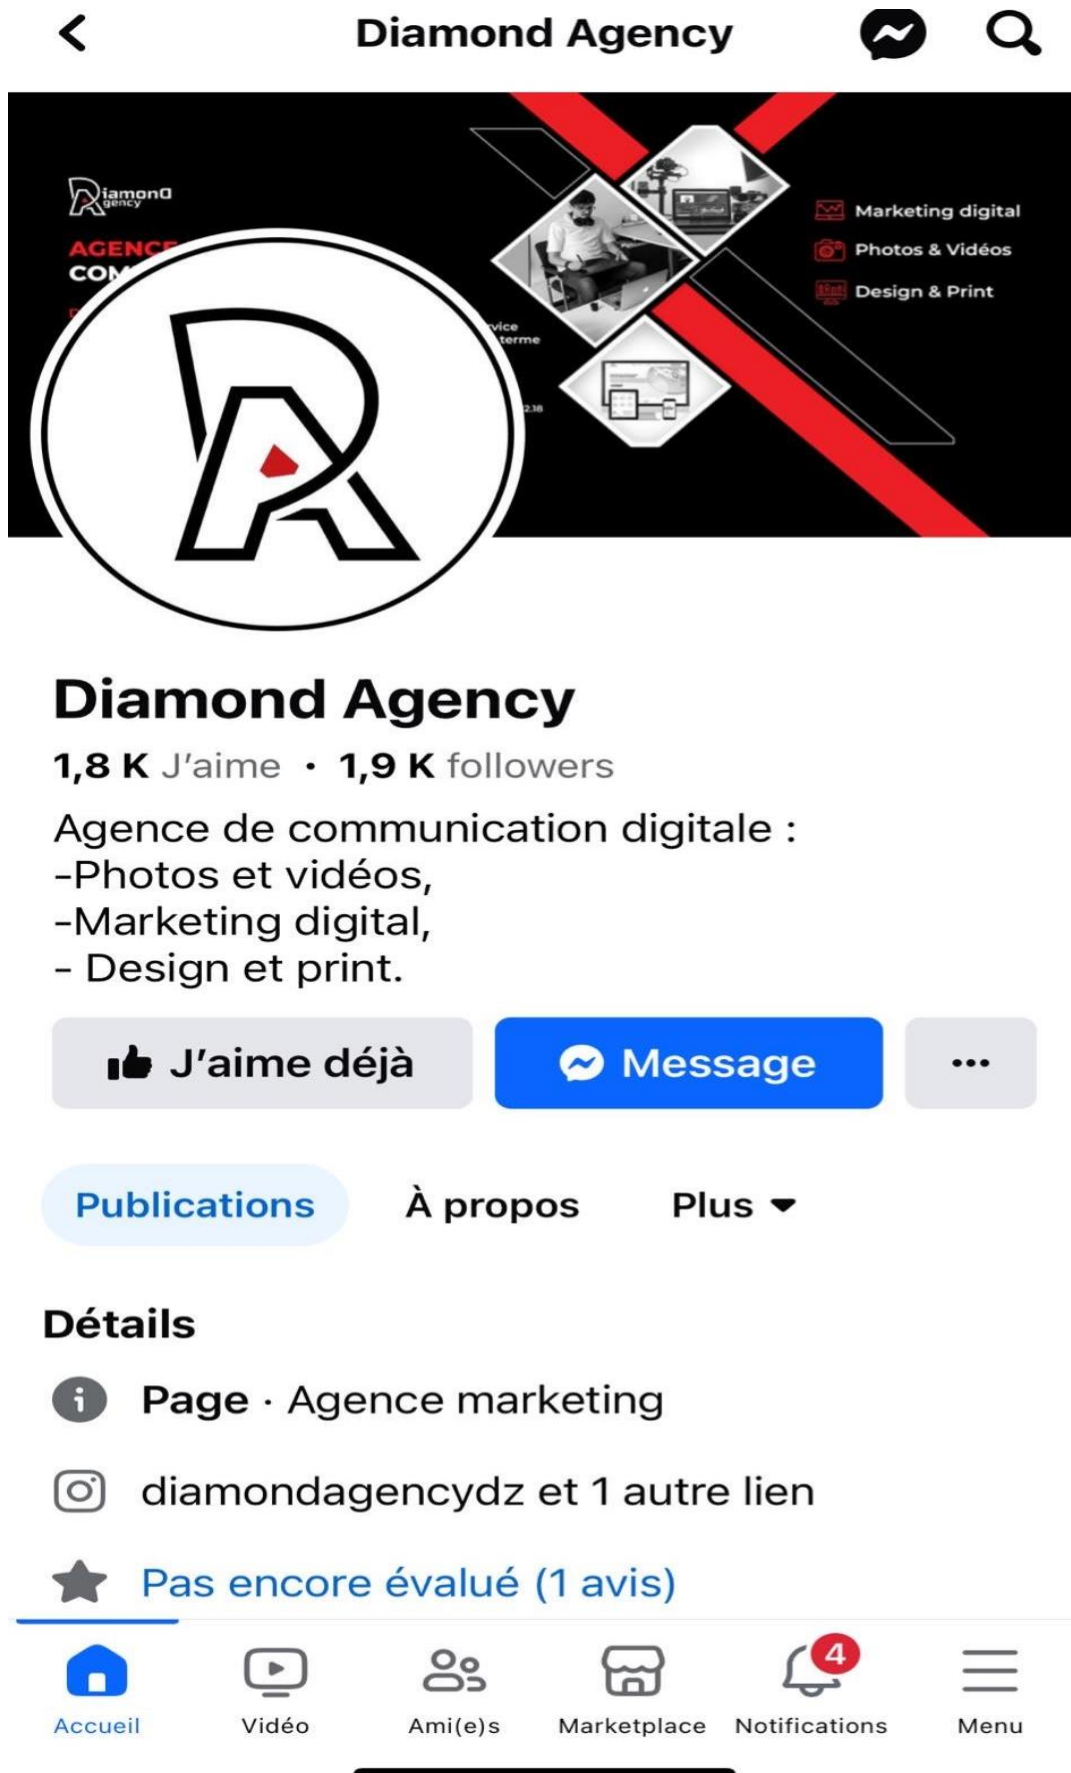 Diamond Agency
DiamonD
Agency
AGENCE
COM
vice
terme
2.18
Marketing digital
Photos & Vidéos
Design & Print
Diamond Agency
1,8 K J'aime · 1,9 K followers
Agence de communication digitale :
-Photos et vidéos,
-Marketing digital,
- Design et print.
J'aime déjà
Message
Publications
À propos
Plus
Détails
Page · Agence marketing
diamondagencydz et 1 autre lien
Pas encore évalué (1 avis)
4
Accueil
Vidéo
Ami(e)s
Marketplace
Notifications
Menu